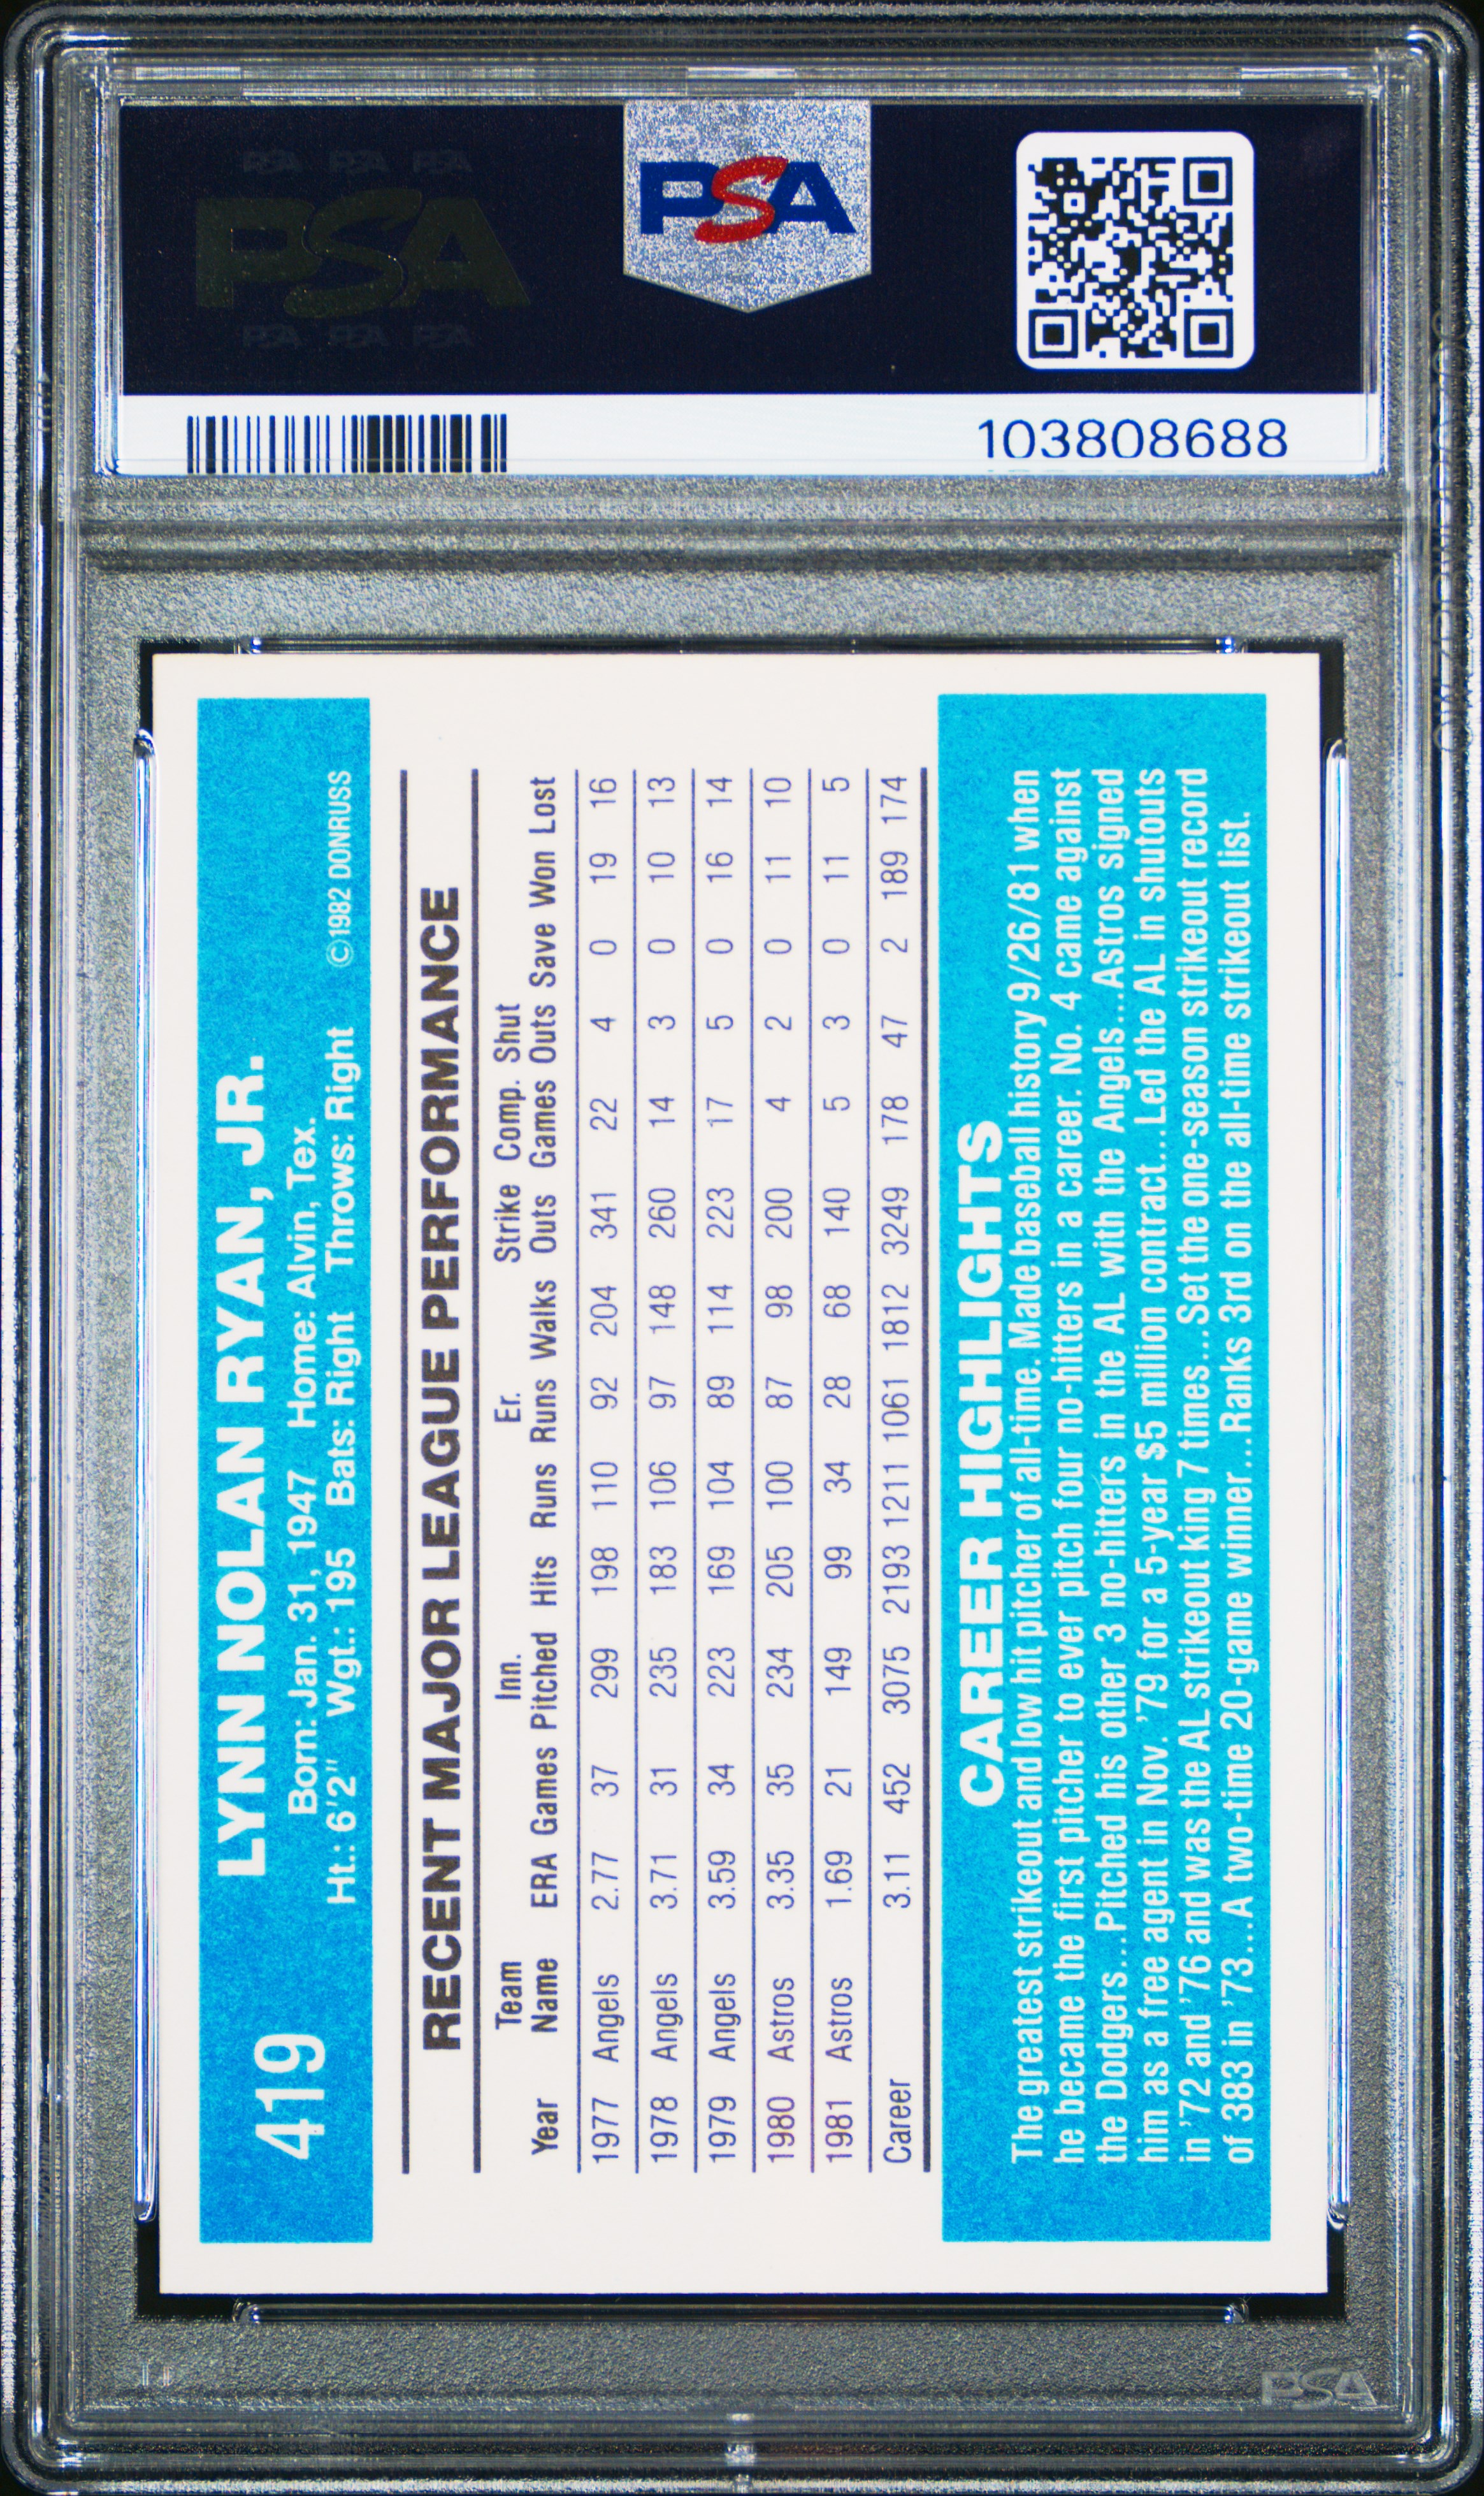 PSA PSA PSA
PSA
PSA PSA PSA
PSA
103808688
419
LYNN NOLAN RYAN, JR.
Born: Jan. 31, 1947 Home: Alvin, Tex.
Ht.: 6'2" Wgt.: 195 Bats: Right Throws: Right ©1982 DONRUSS
RECENT MAJOR LEAGUE PERFORMANCE
Team Inn. Er. Strike Comp. Shut
Year Name ERA Games Pitched Hits Runs Runs Walks Outs Games Outs Save Won Lost
1977 Angels 2.77 37 299 198 110 92 204 341 22 4 0 19 16
1978 Angels 3.71 31 235 183 106 97 148 260 14 3 0 10 13
1979 Angels 3.59 34 223 169 104 89 114 223 17 5 0 16 14
1980 Astros 3.35 35 234 205 100 87 98 200 4 2 0 11 10
1981 Astros 1.69 21 149 99 34 28 68 140 5 3 0 11 5
Career 3.11 452 3075 2193 1211 1061 1812 3249 178 47 2 189 174
CAREER HIGHLIGHTS
The greatest strikeout and low hit pitcher of all-time. Made baseball history 9/26/81 when
he became the first pitcher to ever pitch four no-hitters in a career. No. 4 came against
the Dodgers...Pitched his other 3 no-hitters in the AL with the Angels...Astros signed
him as a free agent in Nov. '79 for a 5-year $5 million contract...Led the AL in shutouts
in '72 and '76 and was the AL strikeout king 7 times...Set the one-season strikeout record
of 383 in '73...A two-time 20-game winner...Ranks 3rd on the all-time strikeout list.
PSA